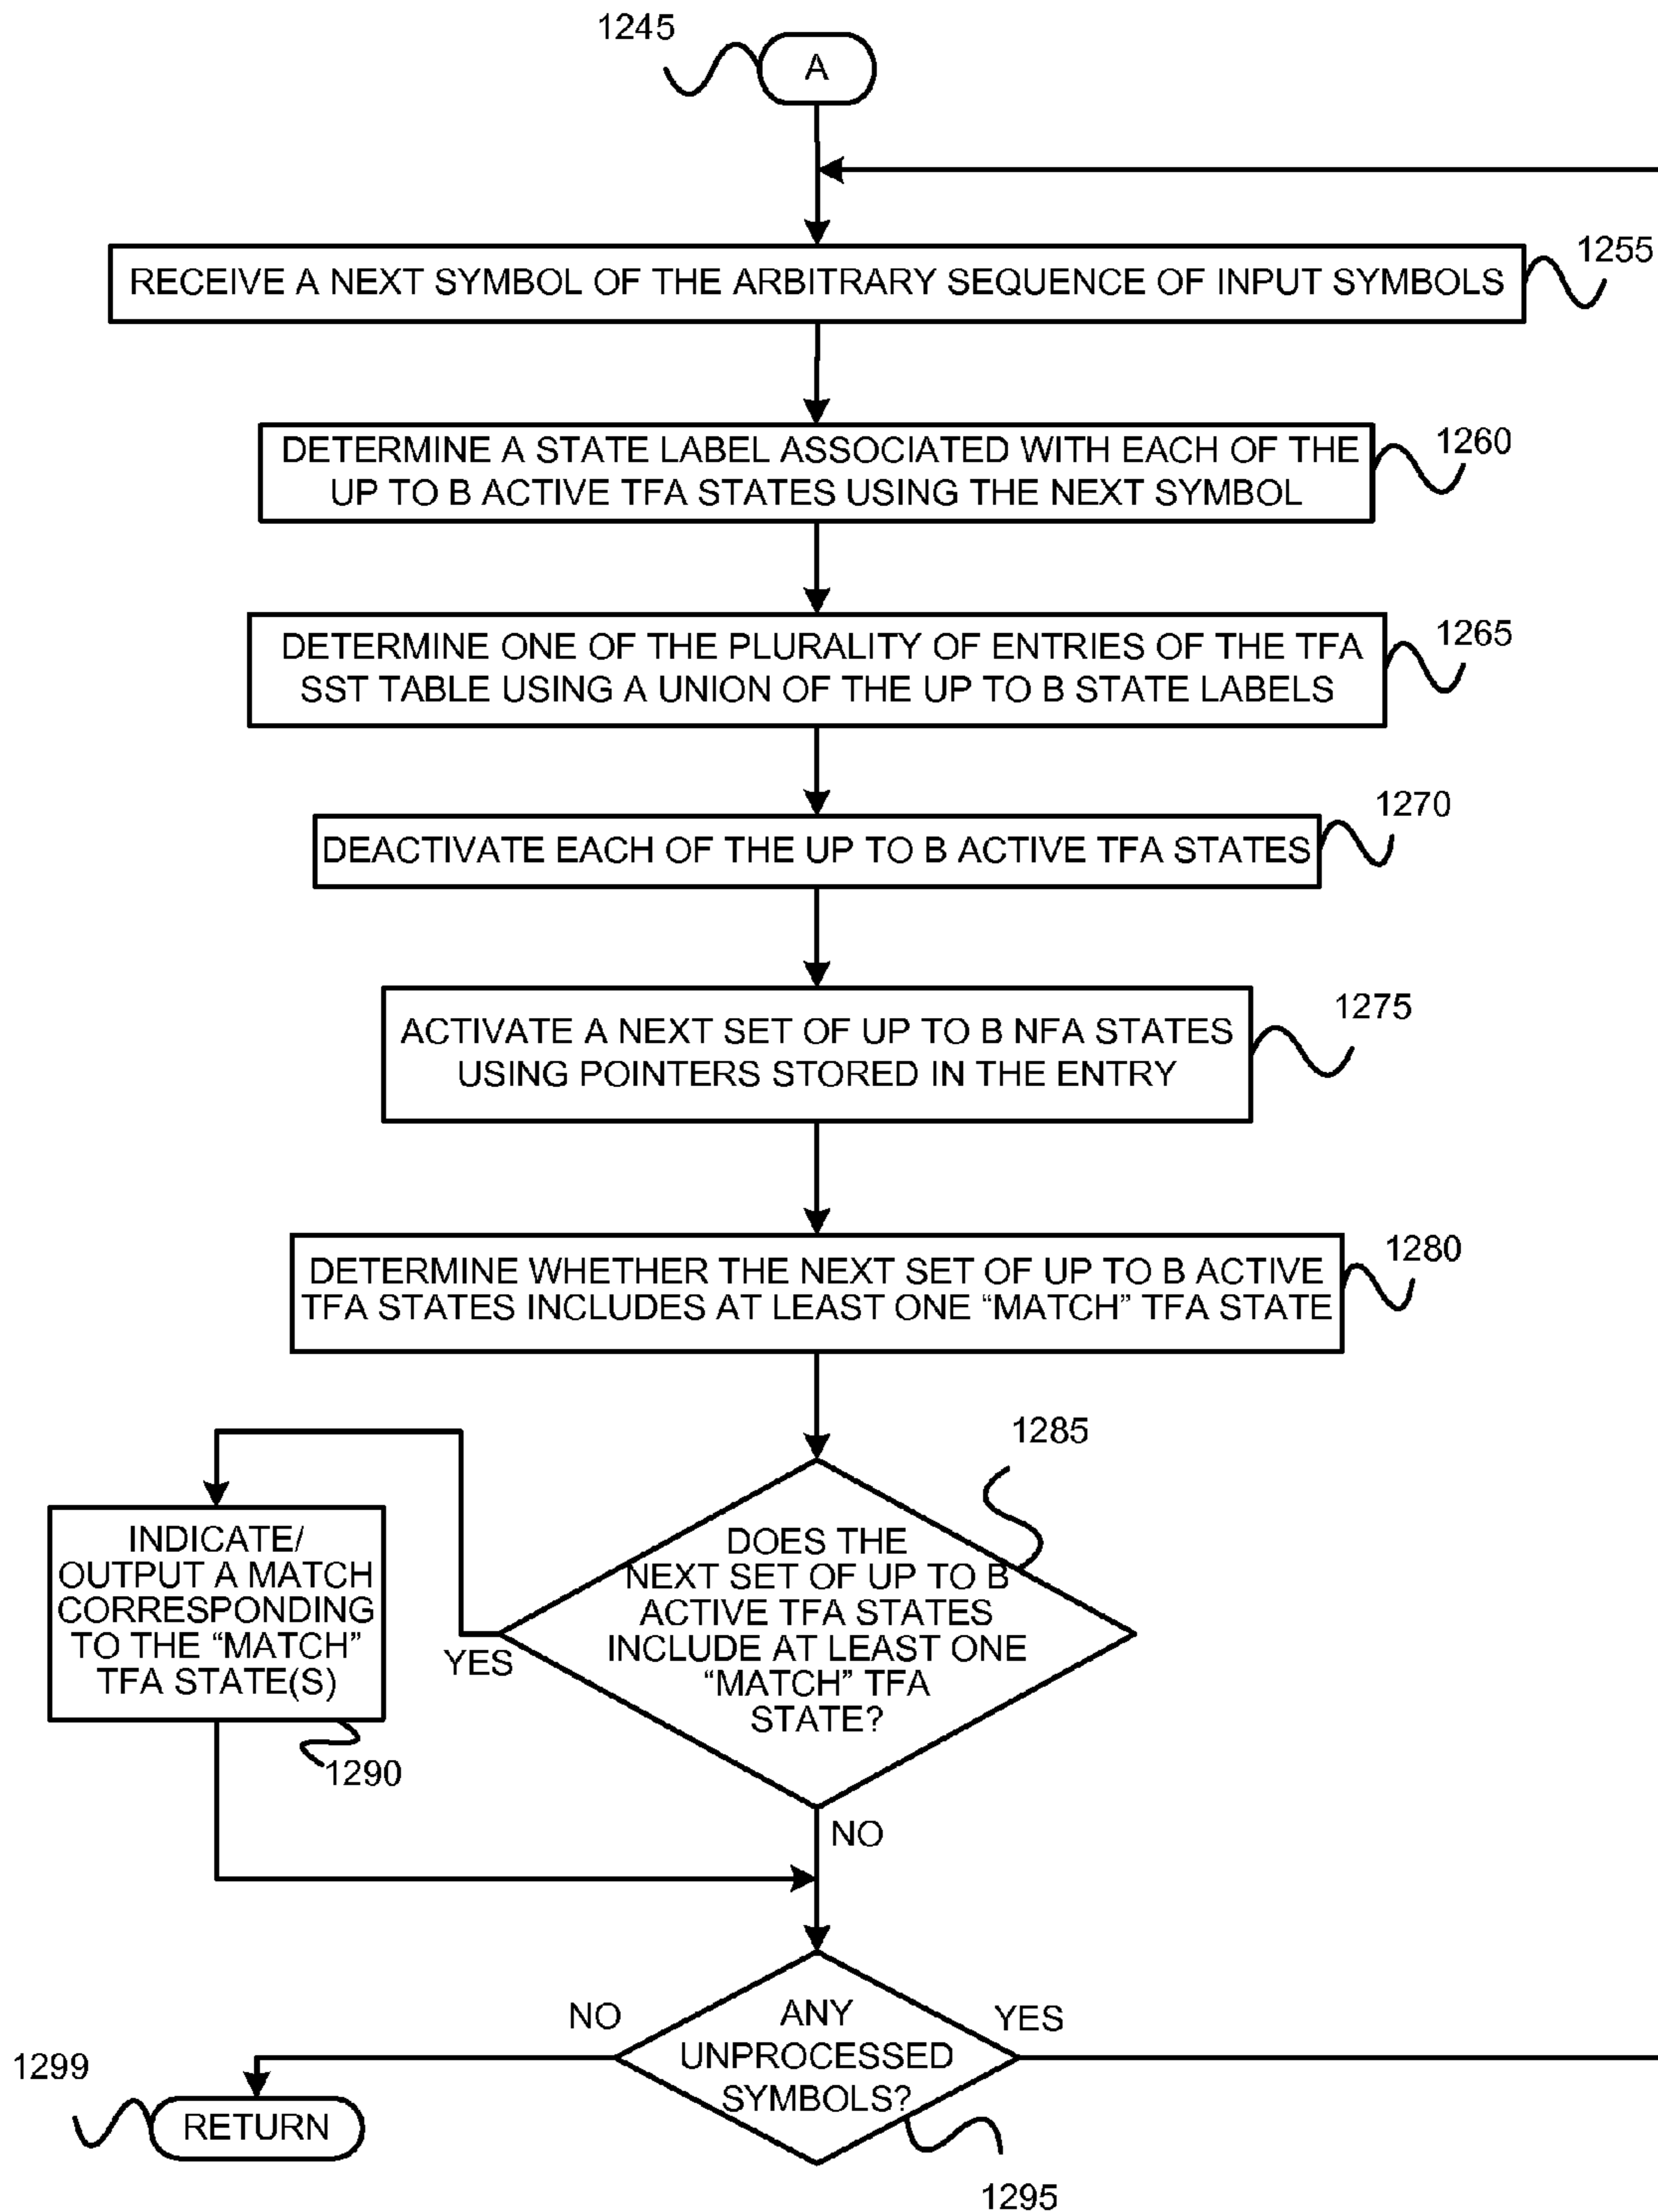 1245
A
RECEIVE A NEXT SYMBOL OF THE ARBITRARY SEQUENCE OF INPUT SYMBOLS
1255
DETERMINE A STATE LABEL ASSOCIATED WITH EACH OF THE
UP TO B ACTIVE TFA STATES USING THE NEXT SYMBOL
1260
DETERMINE ONE OF THE PLURALITY OF ENTRIES OF THE TFA
SST TABLE USING A UNION OF THE UP TO B STATE LABELS
1265
DEACTIVATE EACH OF THE UP TO B ACTIVE TFA STATES
1270
ACTIVATE A NEXT SET OF UP TO B NFA STATES
USING POINTERS STORED IN THE ENTRY
1275
DETERMINE WHETHER THE NEXT SET OF UP TO B ACTIVE
TFA STATES INCLUDES AT LEAST ONE “MATCH” TFA STATE
1280
1285
DOES THE
NEXT SET OF UP TO B
ACTIVE TFA STATES
INCLUDE AT LEAST ONE
“MATCH” TFA
STATE?
YES
INDICATE/
OUTPUT A MATCH
CORRESPONDING
TO THE “MATCH”
TFA STATE(S)
1290
NO
ANY
UNPROCESSED
SYMBOLS?
NO
YES
1299
RETURN
1295